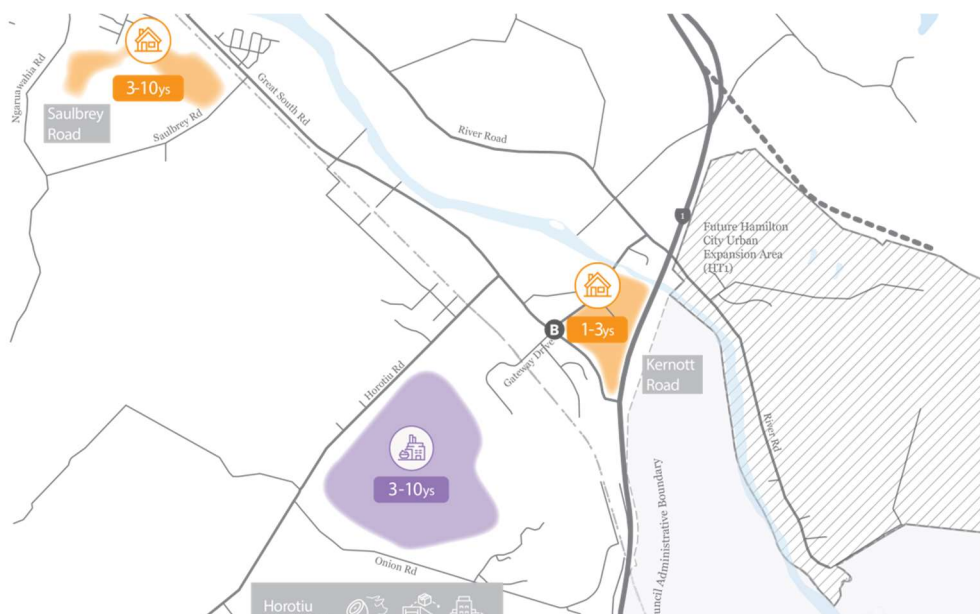 Ngaruawahia Rd
3-10ys
Saulbrey
Road
Saulbrey Rd
Great South Rd
River Road
1
Future Hamilton
City Urban
Expansion Area
(HT1)
B
1-3ys
Gateway Drive
Kernott
Road
Horotiu Rd
3-10ys
River Rd
uncil Administrative Boundary
Onion Rd
Horotiu